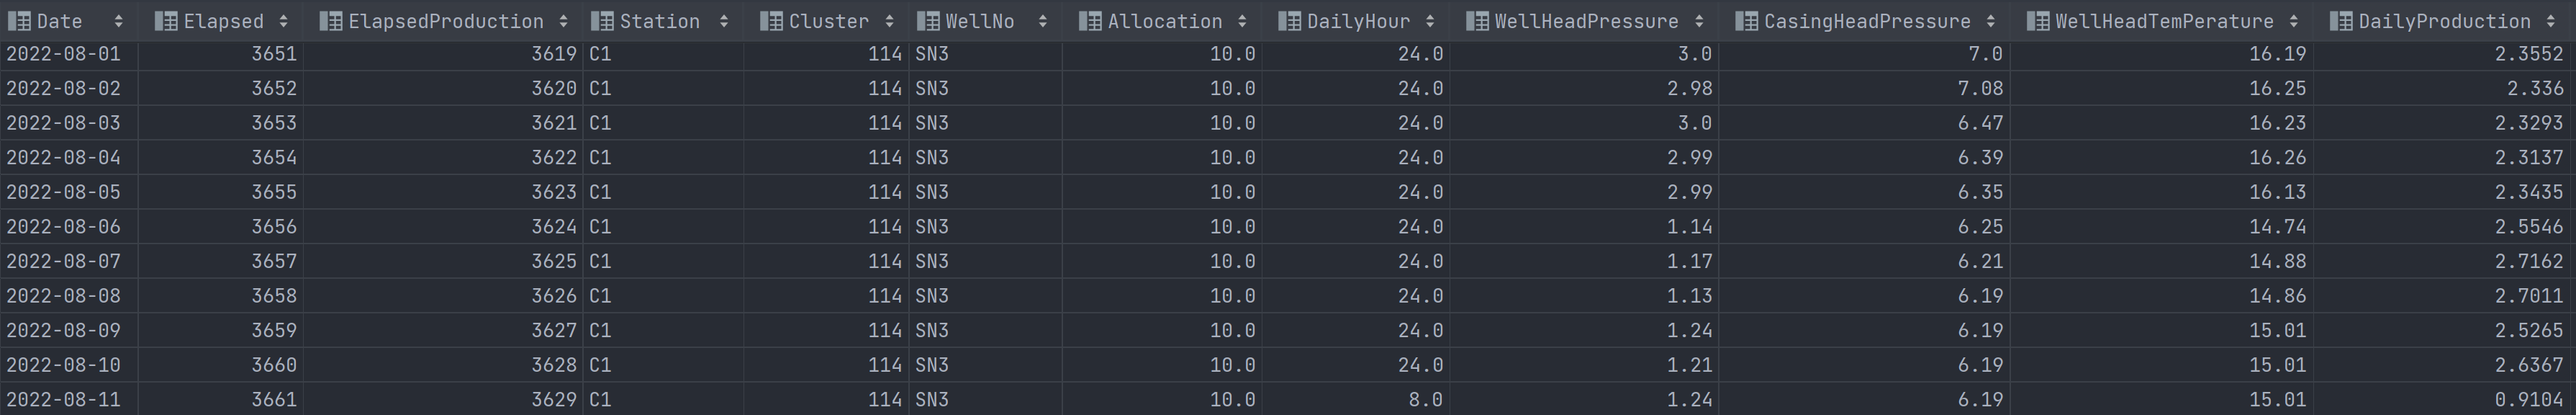 Date Elapsed ElapsedProduction Station Cluster WellNo Allocation DailyHour WellHeadPressure CasingHeadPressure WellHeadTemPerature DailyProduction
2022-08-01 3651 3619 C1 114 SN3 10.0 24.0 3.0 7.0 16.19 2.3552
2022-08-02 3652 3620 C1 114 SN3 10.0 24.0 2.98 7.08 16.25 2.336
2022-08-03 3653 3621 C1 114 SN3 10.0 24.0 3.0 6.47 16.23 2.3293
2022-08-04 3654 3622 C1 114 SN3 10.0 24.0 2.99 6.39 16.26 2.3137
2022-08-05 3655 3623 C1 114 SN3 10.0 24.0 2.99 6.35 16.13 2.3435
2022-08-06 3656 3624 C1 114 SN3 10.0 24.0 1.14 6.25 14.74 2.5546
2022-08-07 3657 3625 C1 114 SN3 10.0 24.0 1.17 6.21 14.88 2.7162
2022-08-08 3658 3626 C1 114 SN3 10.0 24.0 1.13 6.19 14.86 2.7011
2022-08-09 3659 3627 C1 114 SN3 10.0 24.0 1.24 6.19 15.01 2.5265
2022-08-10 3660 3628 C1 114 SN3 10.0 24.0 1.21 6.19 15.01 2.6367
2022-08-11 3661 3629 C1 114 SN3 10.0 8.0 1.24 6.19 15.01 0.9104